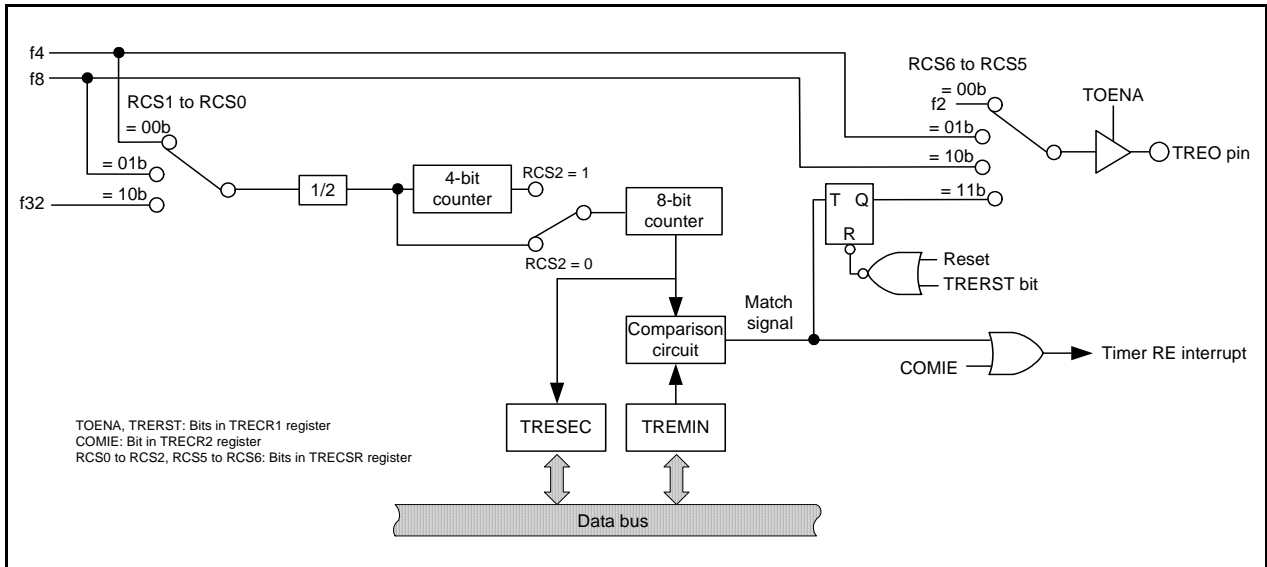 f4
f8
RCS1 to RCS0
= 00b
= 01b
= 10b
f32
1/2
4-bit
counter
RCS2 = 1
RCS2 = 0
8-bit
counter
RCS6 to RCS5
= 00b
f2
= 01b
= 10b
= 11b
TOENA
TREO pin
T Q
R
Reset
TRERST bit
Match
signal
Comparison
circuit
COMIE
Timer RE interrupt
TRESEC
TREMIN
TOENA, TRERST: Bits in TRECR1 register
COMIE: Bit in TRECR2 register
RCS0 to RCS2, RCS5 to RCS6: Bits in TRECSR register
Data bus